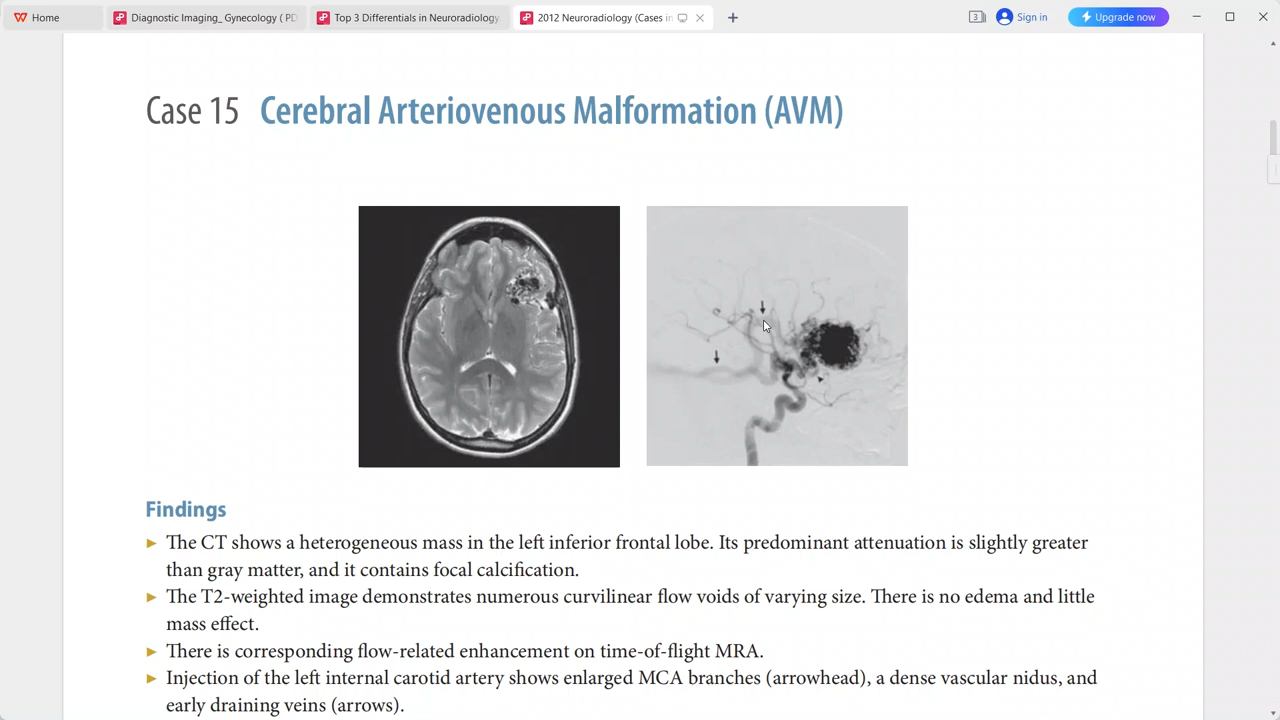 Home
Diagnostic Imaging_ Gynecology ( PD
Top 3 Differentials in Neuroradiology
2012 Neuroradiology (Cases in
3
Sign in
Upgrade now
Case 15 Cerebral Arteriovenous Malformation (AVM)
Findings
► The CT shows a heterogeneous mass in the left inferior frontal lobe. Its predominant attenuation is slightly greater
than gray matter, and it contains focal calcification.
► The T2-weighted image demonstrates numerous curvilinear flow voids of varying size. There is no edema and little
mass effect.
► There is corresponding flow-related enhancement on time-of-flight MRA.
► Injection of the left internal carotid artery shows enlarged MCA branches (arrowhead), a dense vascular nidus, and
early draining veins (arrows).